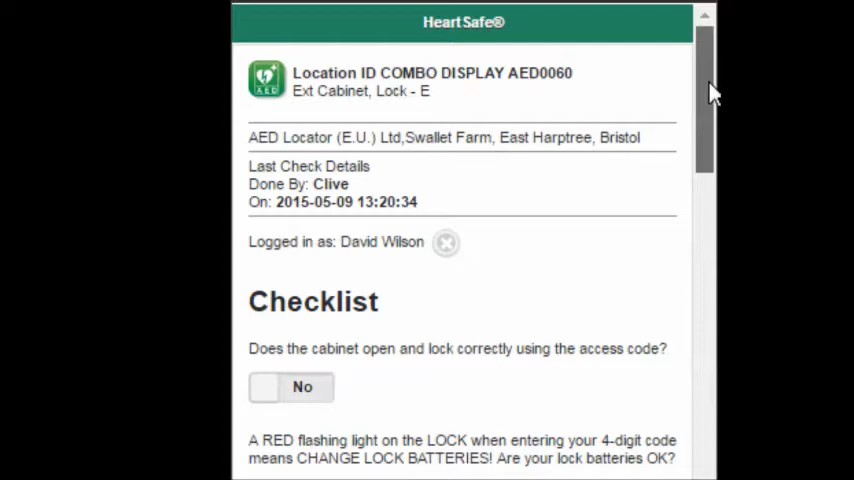 HeartSafe®
Location ID COMBO DISPLAY AED0060
Ext Cabinet, Lock - E
AED
AED Locator (E.U.) Ltd,Swallet Farm, East Harptree, Bristol
Last Check Details
Done By: Clive
On: 2015-05-09 13:20:34
Logged in as: David Wilson
Checklist
Does the cabinet open and lock correctly using the access code?
No
A RED flashing light on the LOCK when entering your 4-digit code
means CHANGE LOCK BATTERIES! Are your lock batteries OK?